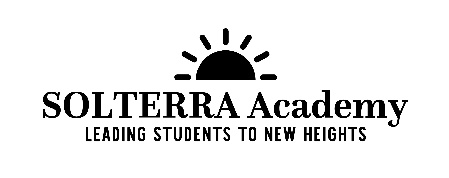 SOLTERRA Academy
LEADING STUDENTS TO NEW HEIGHTS